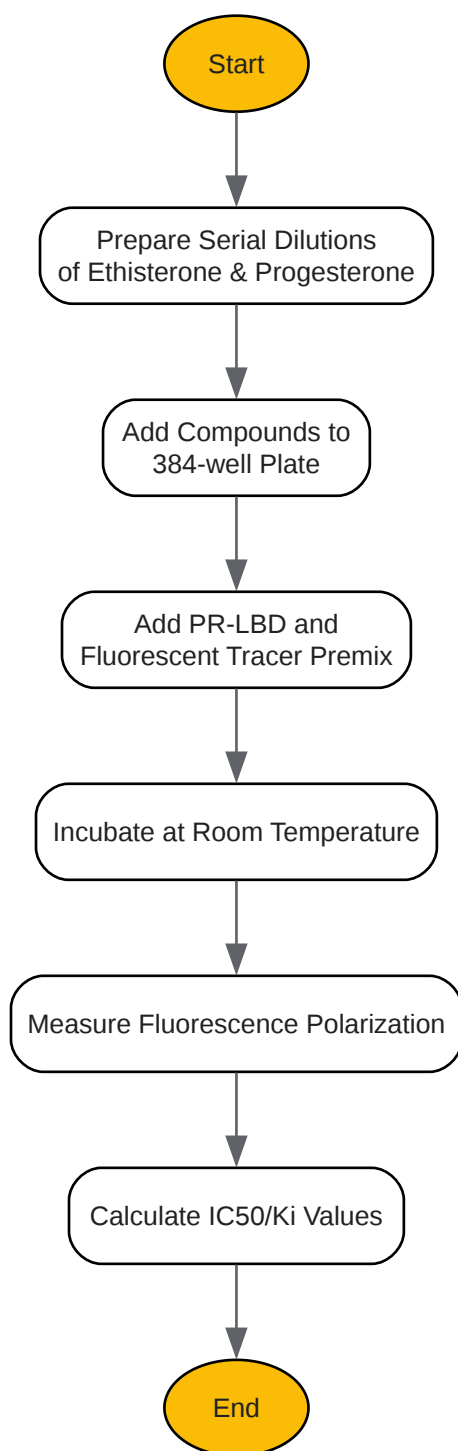 Start
Prepare Serial Dilutions
of Ethisterone & Progesterone
Add Compounds to
384-well Plate
Add PR-LBD and
Fluorescent Tracer Premix
Incubate at Room Temperature
Measure Fluorescence Polarization
Calculate IC50/Ki Values
End